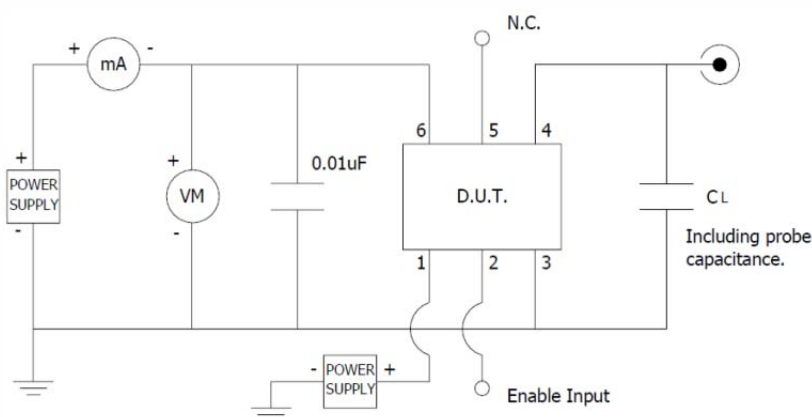 N.C.
+ mA -
6 5 4
+
POWER
SUPPLY
-
+
VM
-
0.01uF
D.U.T.
CL
Including probe
capacitance.
1 2 3
- POWER
SUPPLY +
Enable Input